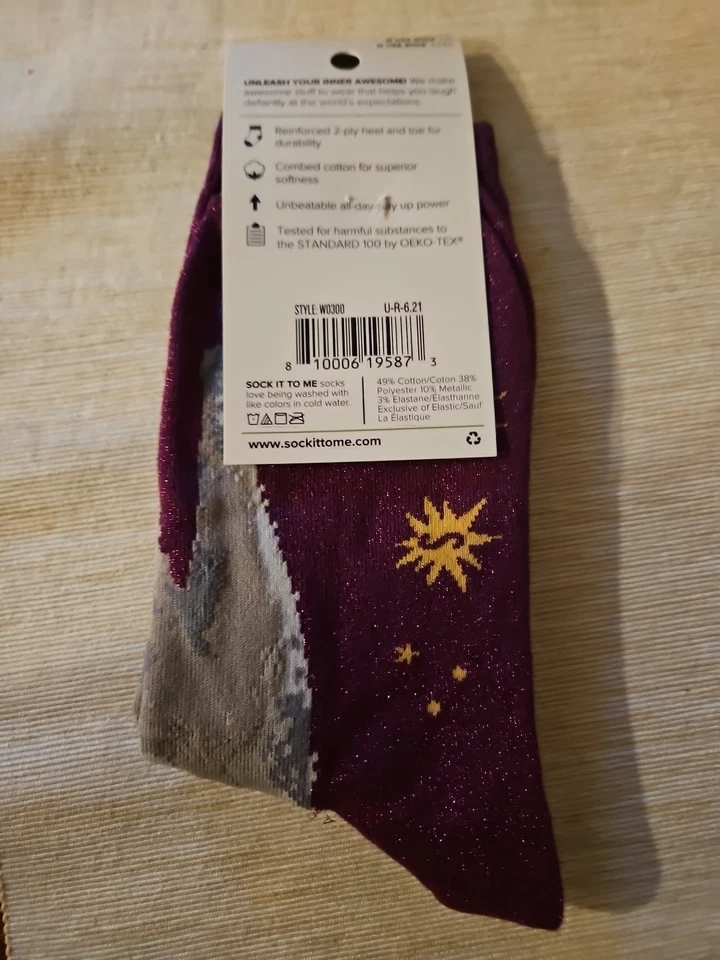 UNLEASH YOUR INNER AWESOME! We make
awesome stuff to wear that helps you laugh
defiantly at the world's expectations.
Reinforced 2-ply heel and toe for
durability
Combed cotton for superior
softness
Unbeatable all-day stay up power
Tested for harmful substances to
the STANDARD 100 by OEKO-TEX®
STYLE: W0300 U-R-6.21
8 10006 19587 3
SOCK IT TO ME socks
love being washed with
like colors in cold water.
49% Cotton/Coton 38%
Polyester 10% Metallic
3% Elastane/Élasthanne
Exclusive of Elastic/Sauf
La Élastique
www.sockittome.com